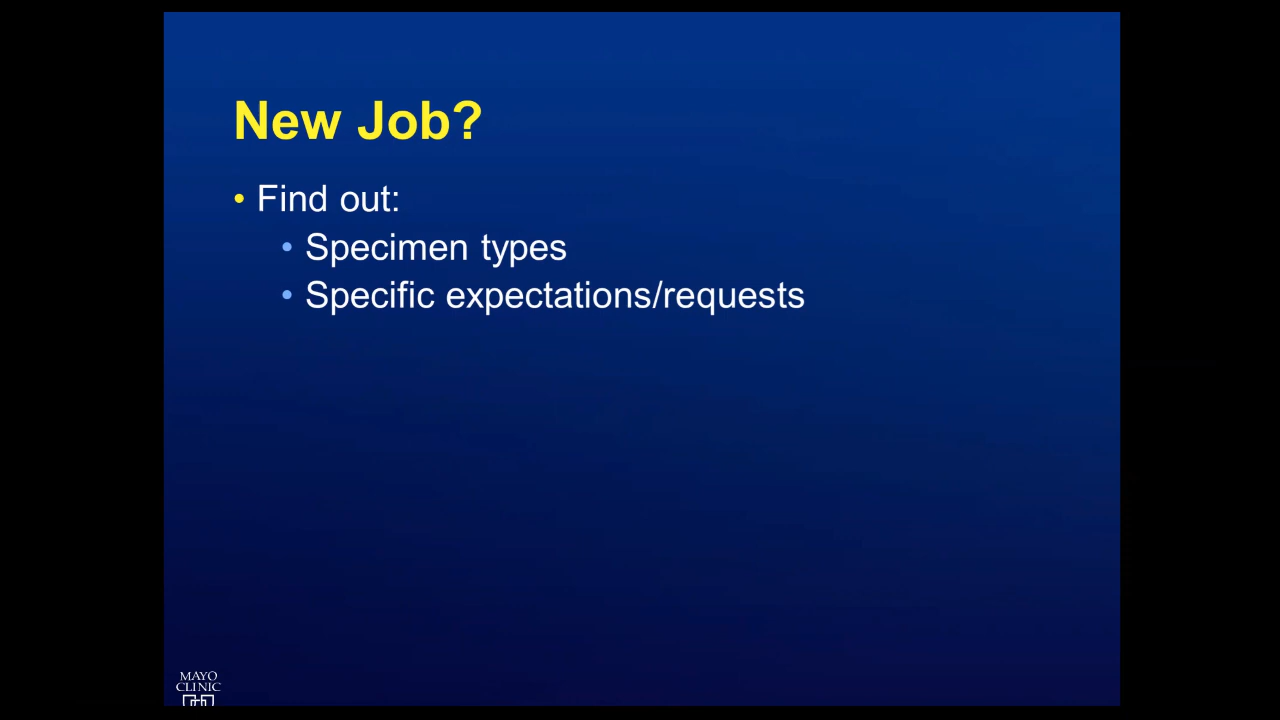 New Job?
• Find out:
• Specimen types
• Specific expectations/requests
MAYO
CLINIC